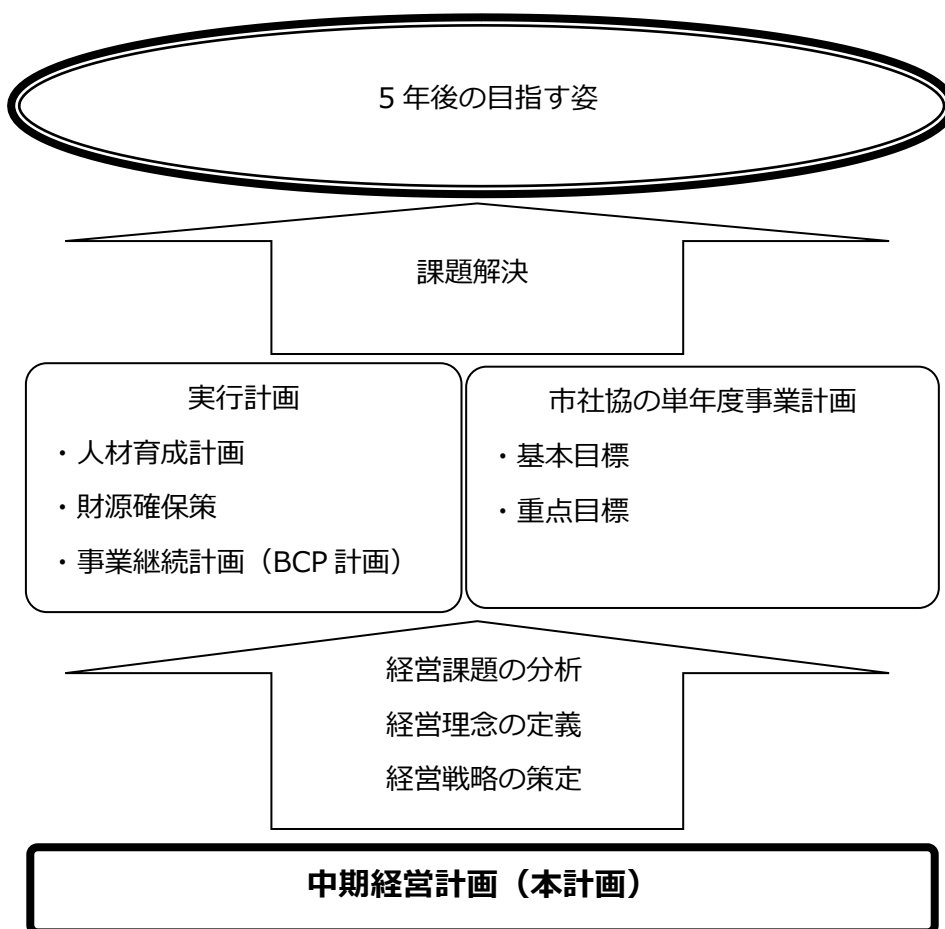 5 年後の目指す姿
課題解決
実行計画
・人材育成計画
・財源確保策
・事業継続計画（BCP 計画）
市社協の単年度事業計画
・基本目標
・重点目標
経営課題の分析
経営理念の定義
経営戦略の策定
中期経営計画（本計画）